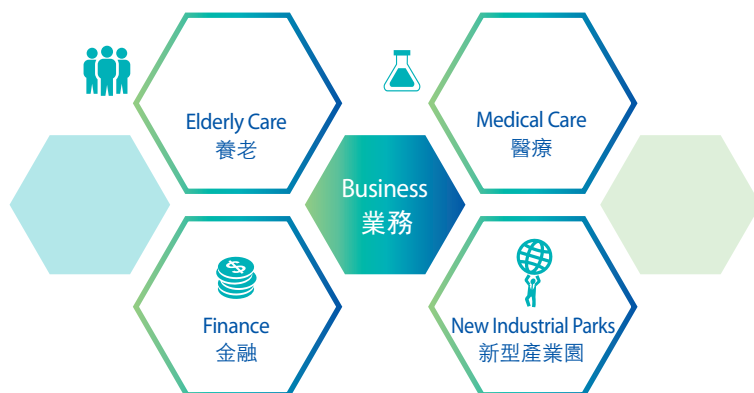 Elderly Care
養老
Medical Care
醫療
Business
業務
Finance
金融
New Industrial Parks
新型產業園